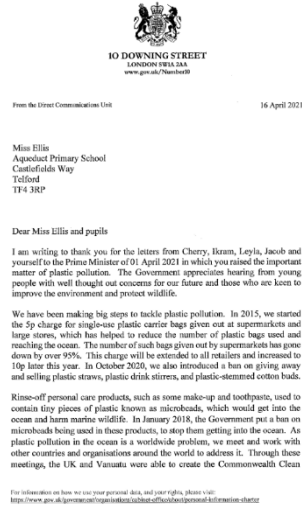 10 DOWNING STREET
LONDON SW1A 2AA
www.gov.uk/Number10
From the Direct Communications Unit
16 April 2021
Miss Ellis
Aqueduct Primary School
Castlefields Way
Telford
TF4 3RP
Dear Miss Ellis and pupils
I am writing to thank you for the letters from Cherry, Ikram, Leyla, Jacob and
yourself to the Prime Minister of 01 April 2021 in which you raised the important
matter of plastic pollution. The Government appreciates hearing from young
people with well thought out concerns for our future and those who are keen to
improve the environment and protect wildlife.
We have been making big steps to tackle plastic pollution. In 2015, we started
the 5p charge for single-use plastic carrier bags given out at supermarkets and
large stores, which has helped to reduce the number of plastic bags used and
reaching the ocean. The number of such bags given out by supermarkets has gone
down by over 95%. This charge will be extended to all retailers and increased to
10p later this year. In October 2020, we also introduced a ban on giving away
and selling plastic straws, plastic drink stirrers, and plastic-stemmed cotton buds.
Rinse-off personal care products, such as some make-up and toothpaste, used to
contain tiny pieces of plastic known as microbeads, which would get into the
ocean and harm marine wildlife. In January 2018, the Government put a ban on
microbeads being used in these products, to stop them getting into the ocean. As
plastic pollution in the ocean is a worldwide problem, we meet and work with
other countries and organisations around the world to address it. Through these
meetings, the UK and Vanuatu were able to create the Commonwealth Clean
For information on how we use your personal data, and your rights, please visit:
https://www.gov.uk/government/organisations/cabinet-office/about/personal-information-charter